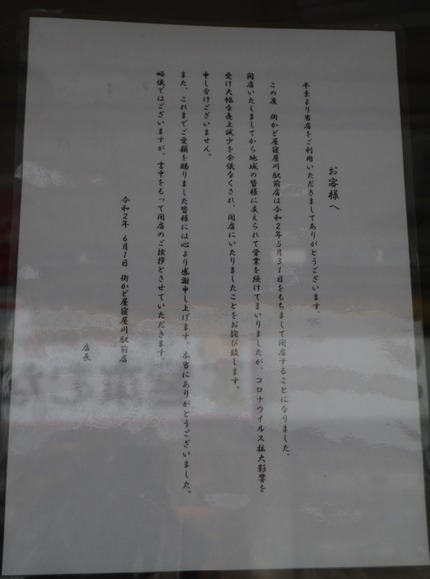 お客様へ
平素より当店をご利用いただきましてありがとうございます。
この度 街かど屋寝屋川駅前店は令和2年5月31日をもちまして閉店することになりました。
開店いたしましてから地域の皆様に支えられて営業を続けてまいりましたが、コロナウイルス拡大影響を
受け大幅な売上減少を余儀なくされ、閉店にいたりましたことをお詫び致します。
申し分けございません。
また、これまでご愛顧を賜りました皆様には心より感謝申し上げます。本当にありがとうございました。
略儀ではございますが、書中をもって閉店のご挨拶とさせていただきます。
令和2年 6月1日 街かど屋寝屋川駅前店
店長